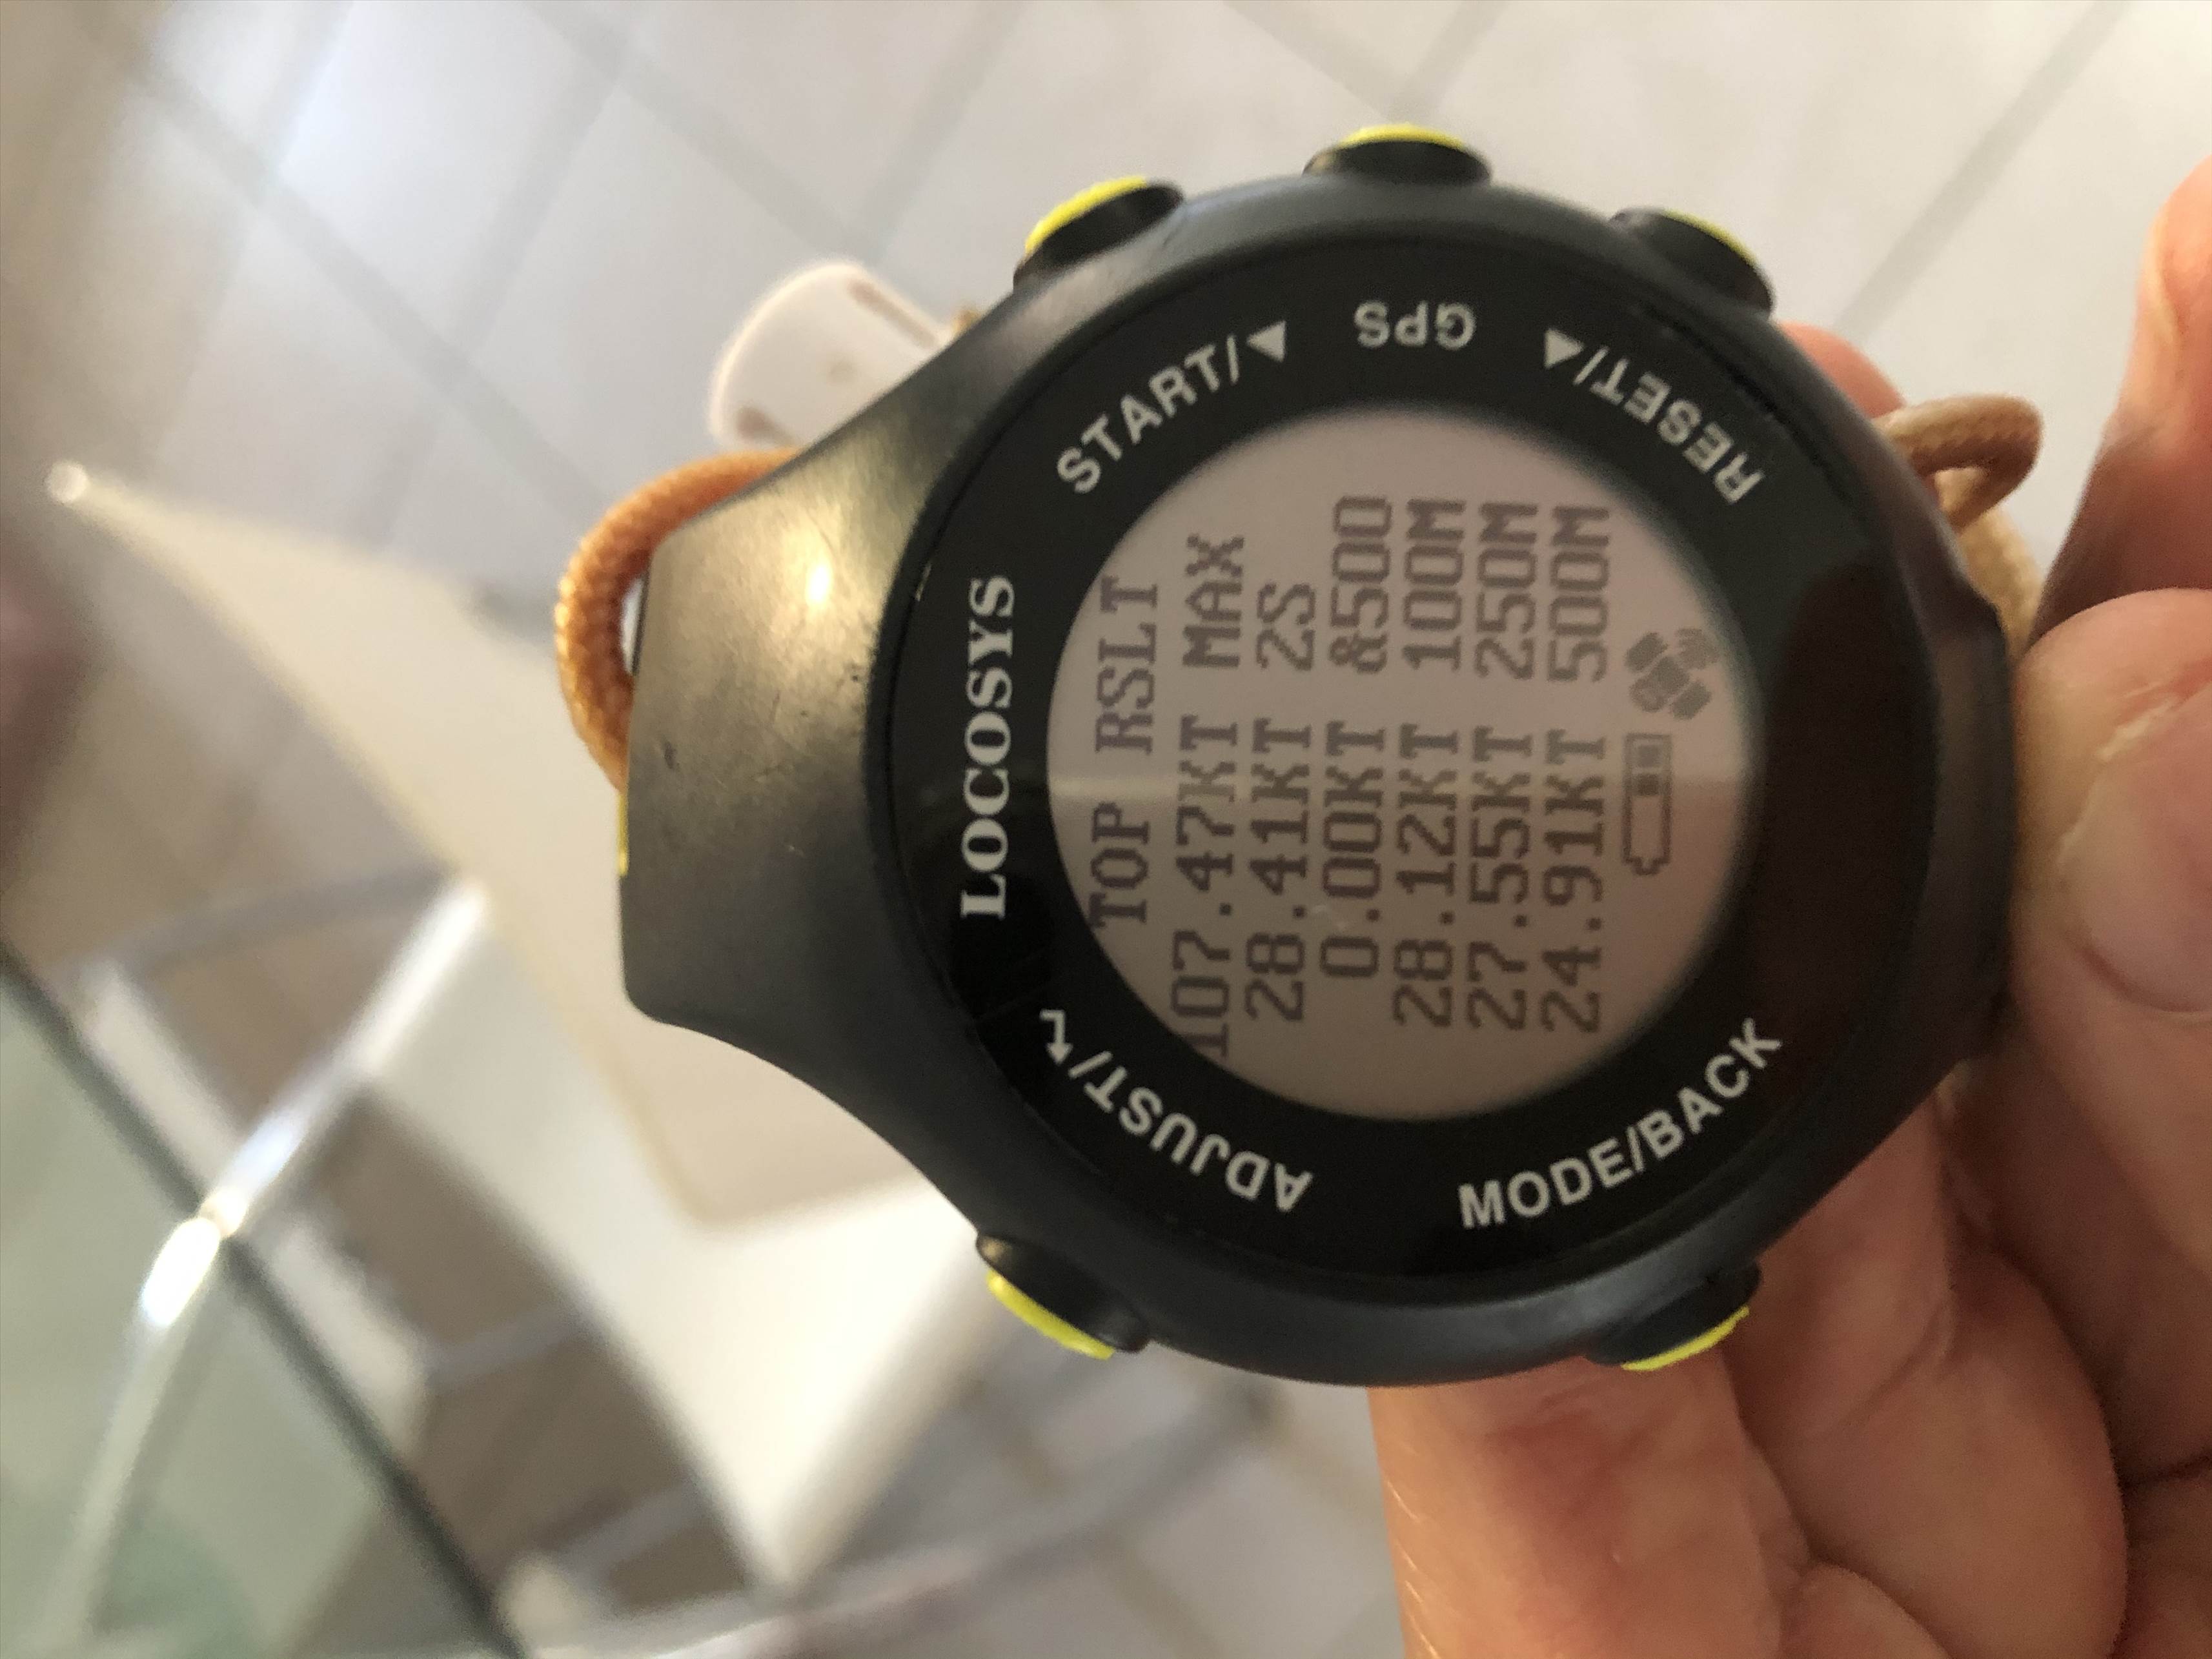 LOCOSYS
START/▼
GPS
RESET/▲
ADJUST/↵
MODE/BACK
TOP RSLT
107.47KT MAX
28.41KT 2S
0.00KT &500
28.12KT 100M
27.55KT 250M
24.91KT 500M